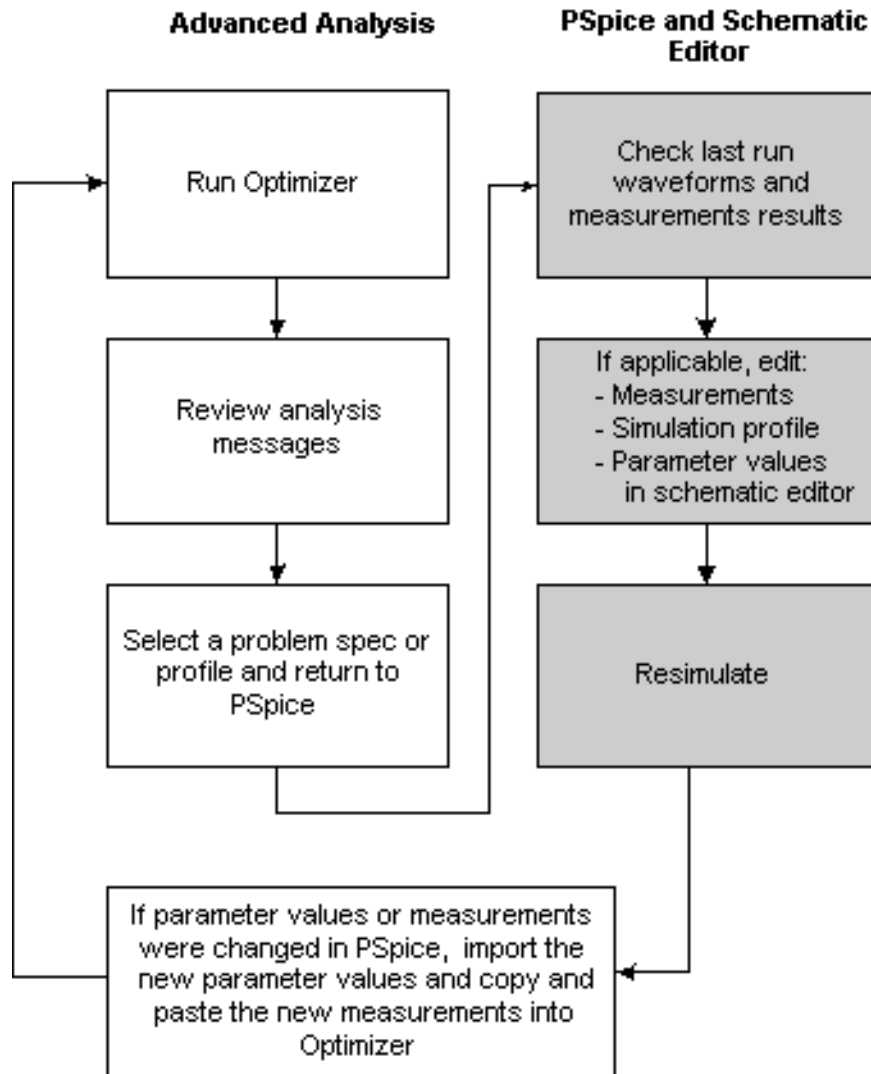 Advanced Analysis
PSpice and Schematic
Editor
Run Optimizer
Review analysis
messages
Select a problem spec or
profile and return to
PSpice
Check last run
waveforms and
measurements results
If applicable, edit:
- Measurements
- Simulation profile
- Parameter values
in schematic editor
Resimulate
If parameter values or measurements
were changed in PSpice, import the
new parameter values and copy and
paste the new measurements into
Optimizer